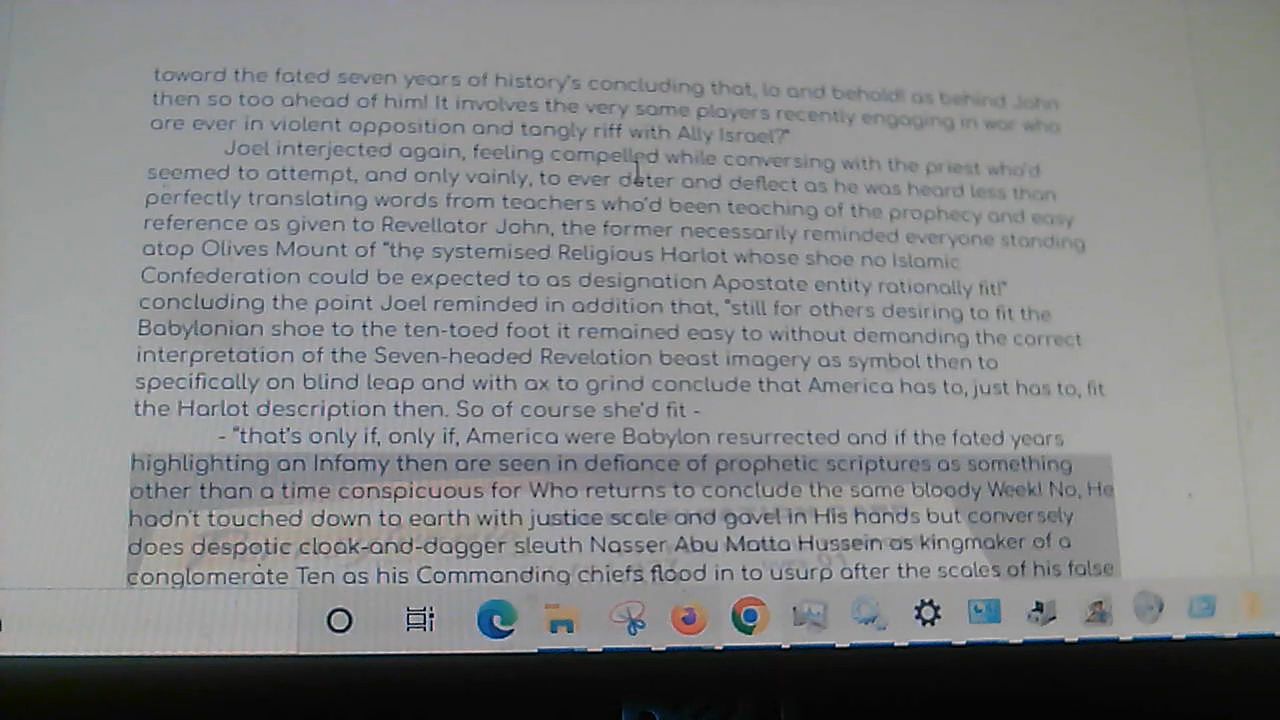 toward the fated seven years of history's concluding that, lo and behold! as behind John
then so too ahead of him! It involves the very same players recently engaging in war who
are ever in violent opposition and tangly riff with Ally Israel?"
Joel interjected again, feeling compelled while conversing with the priest who'd
seemed to attempt, and only vainly, to ever deter and deflect as he was heard less than
perfectly translating words from teachers who'd been teaching of the prophecy and easy
reference as given to Revellator John, the former necessarily reminded everyone standing
atop Olives Mount of "the systemised Religious Harlot whose shoe no Islamic
Confederation could be expected to as designation Apostate entity rationally fit!"
concluding the point Joel reminded in addition that, "still for others desiring to fit the
Babylonian shoe to the ten-toed foot it remained easy to without demanding the correct
interpretation of the Seven-headed Revelation beast imagery as symbol then to
specifically on blind leap and with ax to grind conclude that America has to, just has to, fit
the Harlot description then. So of course she'd fit -
- "that's only if, only if, America were Babylon resurrected and if the fated years
highlighting an Infamy then are seen in defiance of prophetic scriptures as something
other than a time conspicuous for Who returns to conclude the same bloody Week! No, He
hadn't touched down to earth with justice scale and gavel in His hands but conversely
does despotic cloak-and-dagger sleuth Nasser Abu Matta Hussein as kingmaker of a
conglomerate Ten as his Commanding chiefs flood in to usurp after the scales of his false